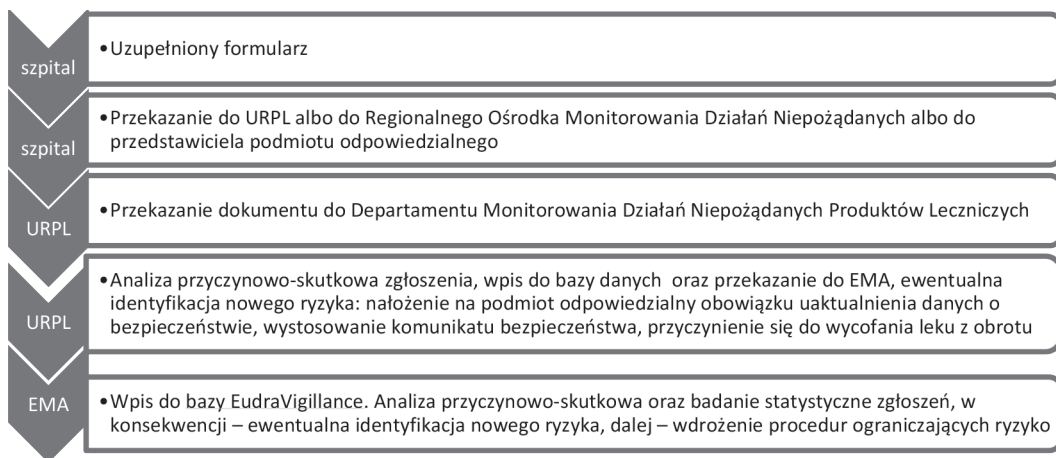 szpital
•Uzupełniony formularz
szpital
•Przekazanie do URPL albo do Regionalnego Ośrodka Monitorowania Działań Niepożądanych albo do
przedstawiciela podmiotu odpowiedzialnego
URPL
•Przekazanie dokumentu do Departamentu Monitorowania Działań Niepożądanych Produktów Leczniczych
URPL
•Analiza przyczynowo-skutkowa zgłoszenia, wpis do bazy danych oraz przekazanie do EMA, ewentualna
identyfikacja nowego ryzyka: nałożenie na podmiot odpowiedzialny obowiązku uaktualnienia danych o
bezpieczeństwie, wystosowanie komunikatu bezpieczeństwa, przyczynienie się do wycofania leku z obrotu
EMA
•Wpis do bazy EudraVigillance. Analiza przyczynowo-skutkowa oraz badanie statystyczne zgłoszeń, w
konsekwencji – ewentualna identyfikacja nowego ryzyka, dalej – wdrożenie procedur ograniczających ryzyko